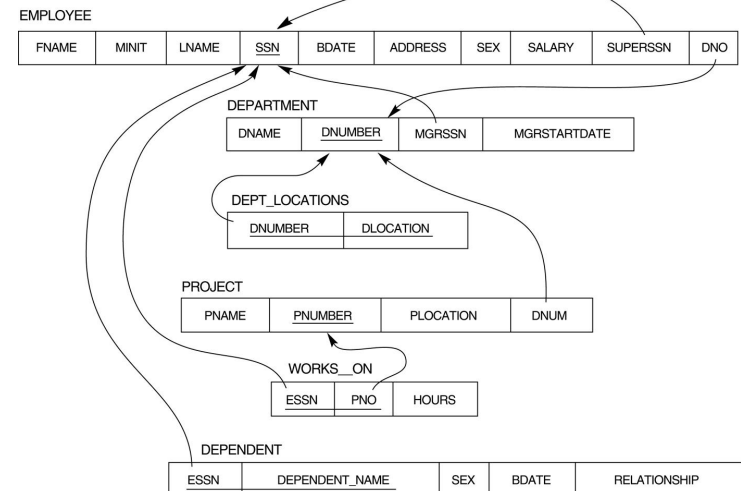 EMPLOYEE
FNAME MINIT LNAME SSN BDATE ADDRESS SEX SALARY SUPERSSN DNO
DEPARTMENT
DNAME DNUMBER MGRSSN MGRSTARTDATE
DEPT_LOCATIONS
DNUMBER DLOCATION
PROJECT
PNAME PNUMBER PLOCATION DNUM
WORKS__ON
ESSN PNO HOURS
DEPENDENT
ESSN DEPENDENT_NAME SEX BDATE RELATIONSHIP